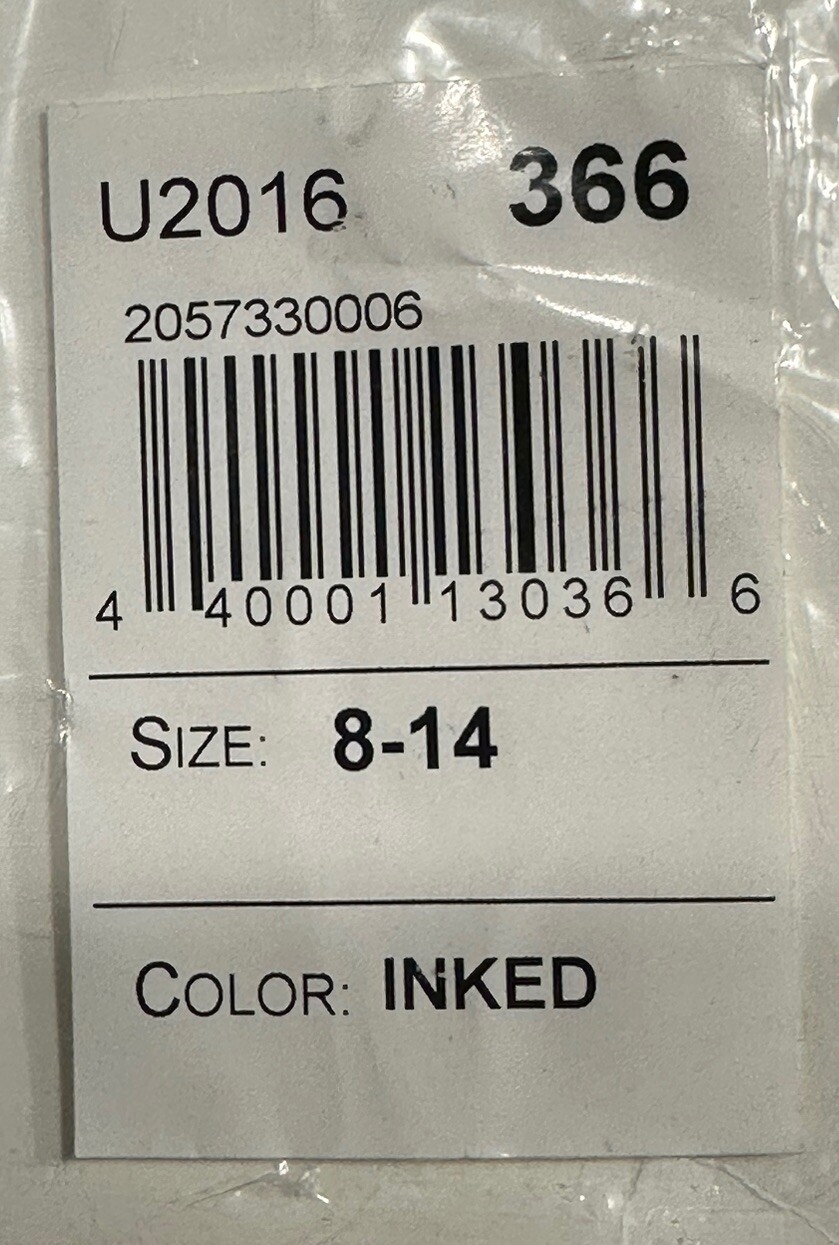 U2016 366
2057330006
4 40001 13036 6
SIZE: 8-14
COLOR: INKED